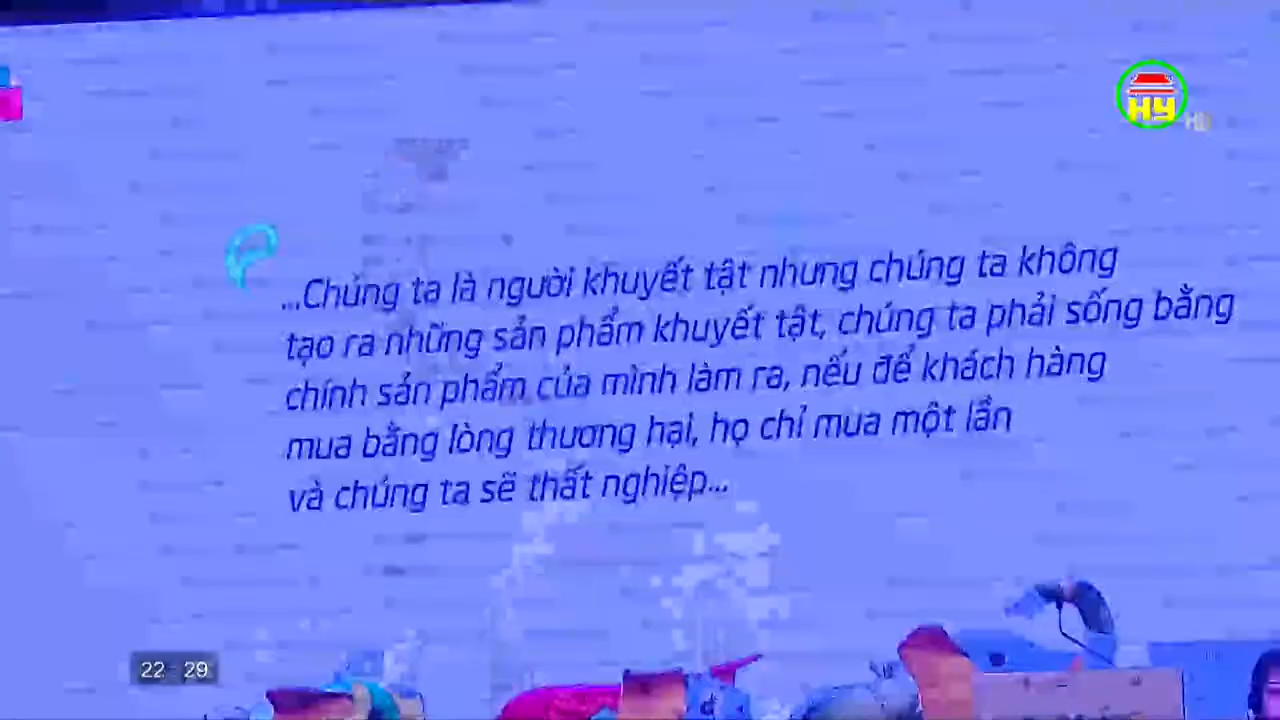 HY
HD
...Chúng ta là người khuyết tật nhưng chúng ta không
tạo ra những sản phẩm khuyết tật, chúng ta phải sống bằng
chính sản phẩm của mình làm ra, nếu để khách hàng
mua bằng lòng thương hại, họ chỉ mua một lần
và chúng ta sẽ thất nghiệp...
22 29